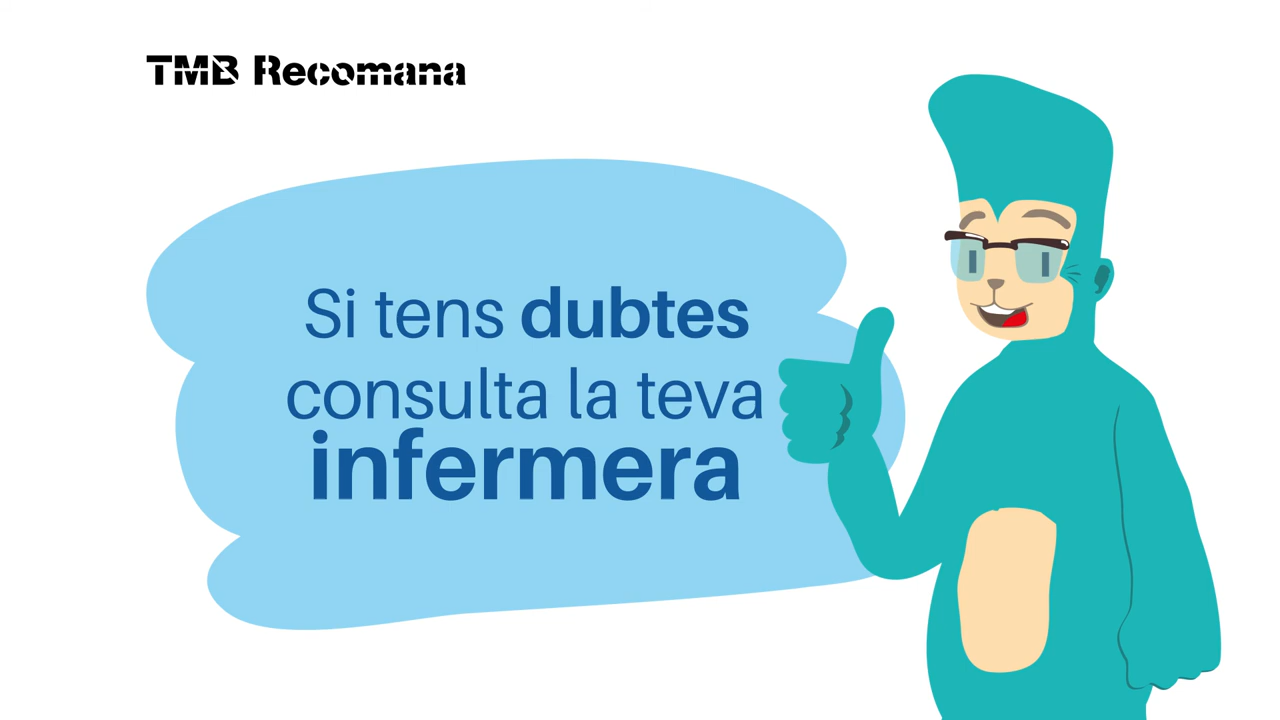 TMB Recomana
Si tens dubtes
consulta la teva
infermera